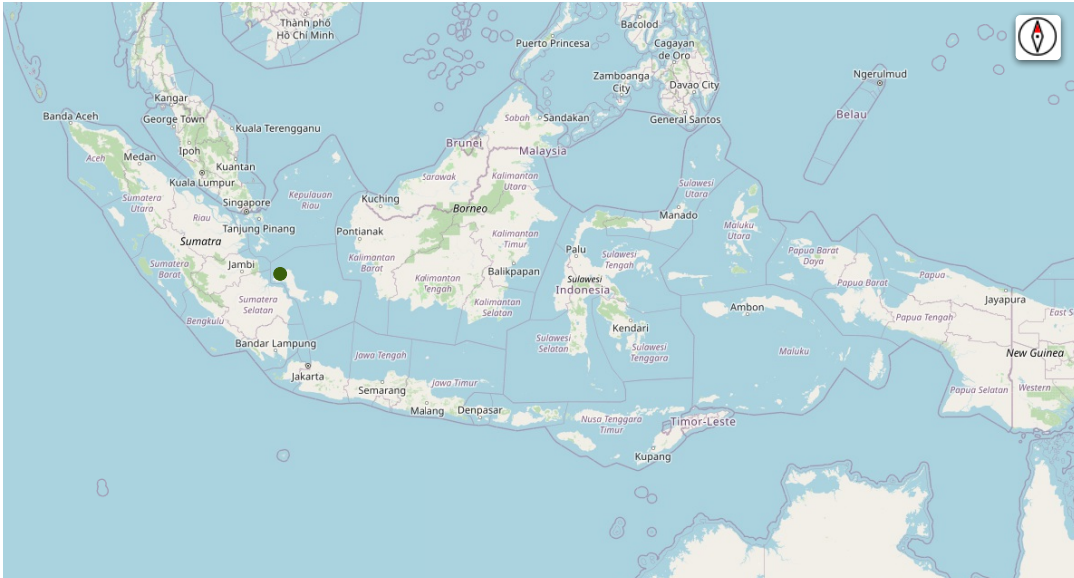 Thành phố
Hồ Chí Minh
Bacolod
Puerto Princesa
Cagayan
de Oro
Zamboanga
City
Davao City
Ngerulmud
Kangar
Banda Aceh
George Town
Kuala Terengganu
General Santos
Belau
Sabah
Sandakan
Brunei
Malaysia
Ipoh
Aceh
Medan
Kuantan
Kuala Lumpur
Sarawak
Kalimantan
Utara
Sulawesi
Utara
Sumatera
Utara
Kepulauan
Riau
Kuching
Singapore
Borneo
Manado
Riau
Tanjung Pinang
Pontianak
Maluku
Utara
Sumatra
Kalimantan
Timur
Palu
Papua Barat
Daya
Sumatera
Barat
Jambi
Kalimantan
Barat
Sulawesi
Tengah
Balikpapan
Papua
Papua Barat
Kalimantan
Tengah
Sulawesi
Indonesia
Sumatera
Selatan
Kalimantan
Selatan
Ambon
Jayapura
Bengkulu
Papua Tengah
East S
Kendari
Bandar Lampung
Sulawesi
Selatan
Sulawesi
Tenggara
Jawa Tengah
Maluku
New Guinea
Jakarta
Semarang
Jawa Timur
Papua Selatan
Western
Malang
Denpasar
Nusa Tenggara
Timur
Timor-Leste
Kupang